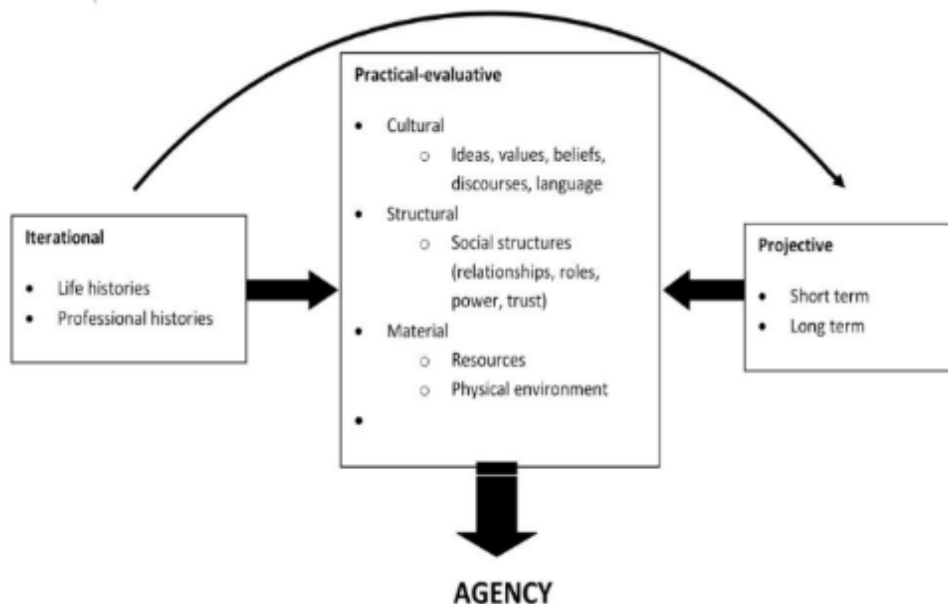 Practical-evaluative
• Cultural
o Ideas, values, beliefs,
discourses, language
• Structural
o Social structures
(relationships, roles,
power, trust)
• Material
o Resources
o Physical environment
•
Iterational
• Life histories
• Professional histories
Projective
• Short term
• Long term
AGENCY